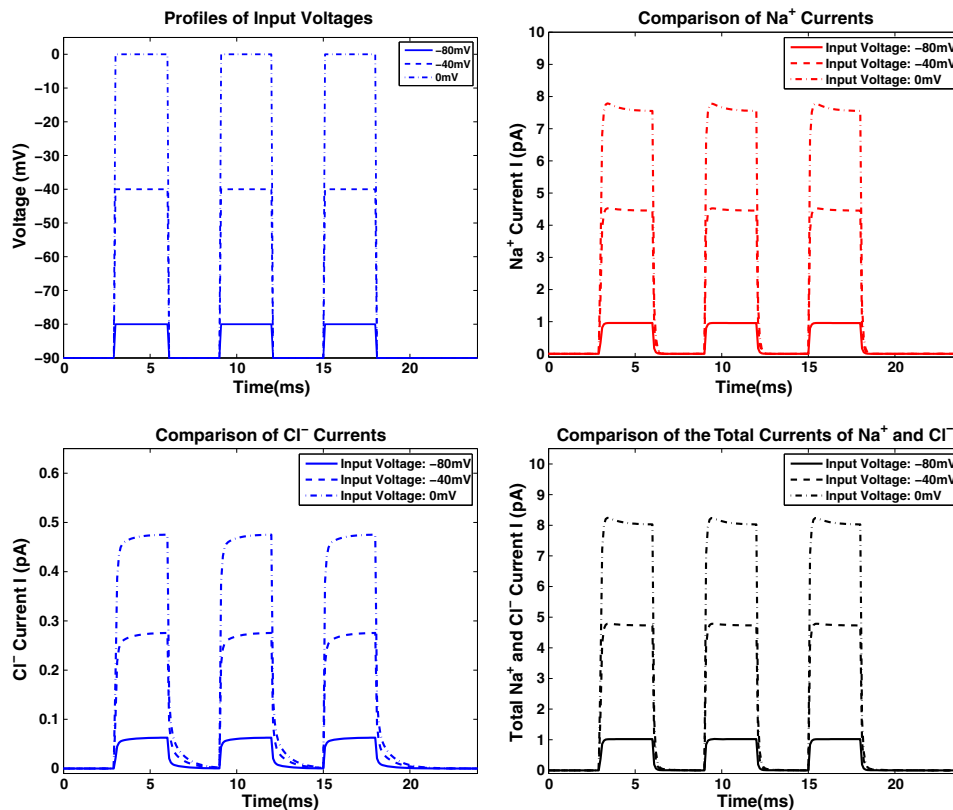 Profiles of Input Voltages
0
−10
−20
−30
−40
−50
−60
−70
−80
−90
Voltage (mV)
−80mV
−40mV
0mV
0 5 10 15 20
Time(ms)
Comparison of Na⁺ Currents
10
9
8
7
6
5
4
3
2
1
0
Na⁺ Current I (pA)
Input Voltage: −80mV
Input Voltage: −40mV
Input Voltage: 0mV
0 5 10 15 20
Time(ms)
Comparison of Cl⁻ Currents
0.6
0.5
0.4
0.3
0.2
0.1
0
Cl⁻ Current I (pA)
Input Voltage: −80mV
Input Voltage: −40mV
Input Voltage: 0mV
0 5 10 15 20
Time(ms)
Comparison of the Total Currents of Na⁺ and Cl⁻
10
9
8
7
6
5
4
3
2
1
0
Total Na⁺ and Cl⁻ Current I (pA)
Input Voltage: −80mV
Input Voltage: −40mV
Input Voltage: 0mV
0 5 10 15 20
Time(ms)